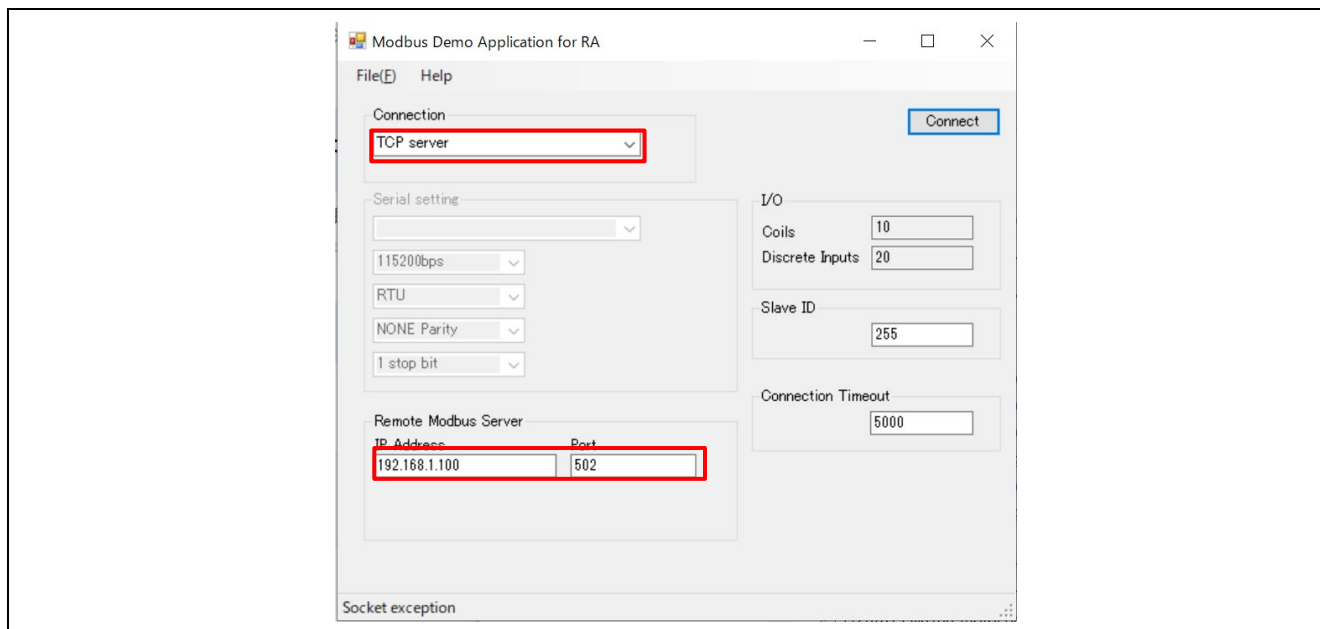 Modbus Demo Application for RA
File(F) Help
Connection
TCP server
Connect
Serial setting
115200bps
RTU
NONE Parity
1 stop bit
I/O
Coils 10
Discrete Inputs 20
Slave ID
255
Connection Timeout
5000
Remote Modbus Server
IP Address Port
192.168.1.100 502
Socket exception